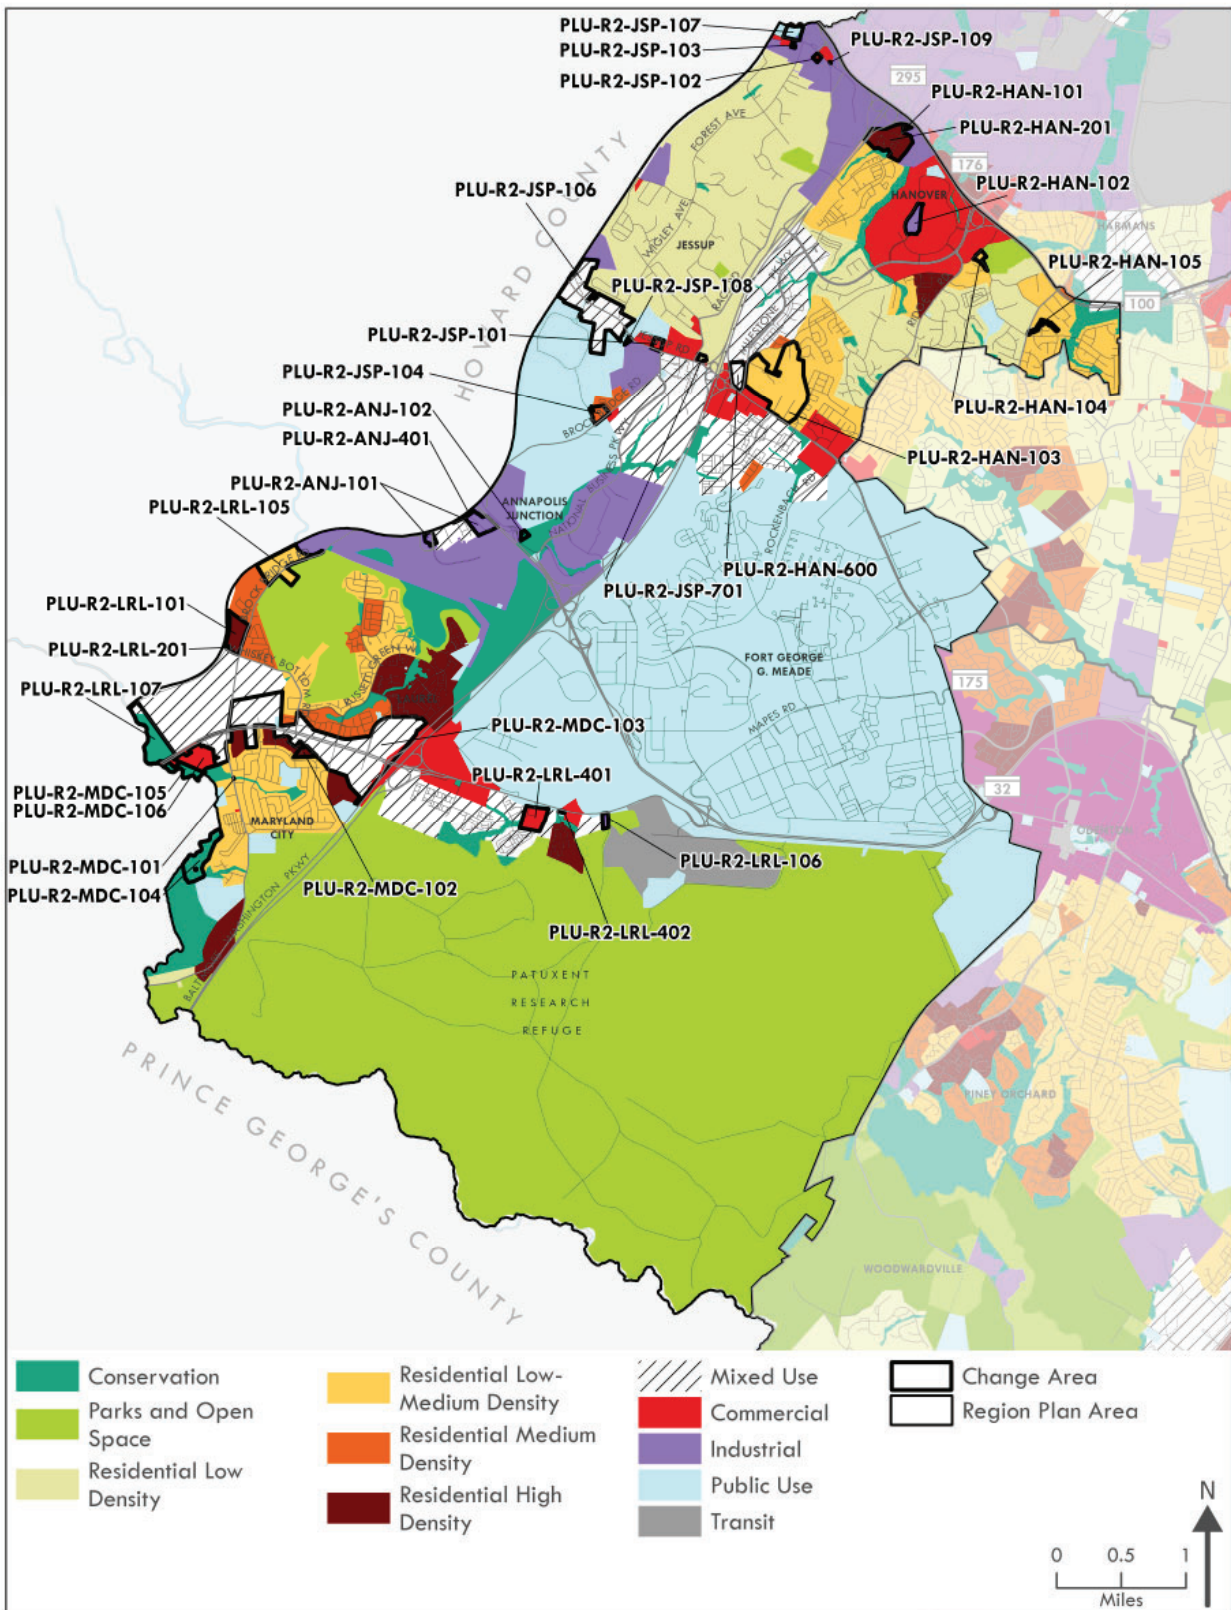 PLU-R2-JSP-107
PLU-R2-JSP-103
PLU-R2-JSP-109
PLU-R2-JSP-102
295
PLU-R2-HAN-101
PLU-R2-HAN-201
FOREST AVE
176
PLU-R2-JSP-106
PLU-R2-HAN-102
HANOVER
WIGLEY AVE
HARMANS
JESSUP
HOWARD COUNTY
PLU-R2-HAN-105
PLU-R2-JSP-108
100
PLU-R2-JSP-101
PLU-R2-JSP-104
PLU-R2-ANJ-102
PLU-R2-HAN-104
PLU-R2-ANJ-401
PLU-R2-HAN-103
PLU-R2-ANJ-101
PLU-R2-LRL-105
ANNAPOLIS
JUNCTION
NATIONAL BUSINESS PKWY
ROCKENBACH RD
PLU-R2-HAN-600
PLU-R2-JSP-701
PLU-R2-LRL-101
PLU-R2-LRL-201
FORT GEORGE
G. MEADE
175
PLU-R2-LRL-107
MAPES RD
PLU-R2-MDC-103
PLU-R2-LRL-401
32
PLU-R2-MDC-105
PLU-R2-MDC-106
MARYLAND
CITY
PLU-R2-LRL-106
PLU-R2-MDC-101
PLU-R2-MDC-102
PLU-R2-MDC-104
PLU-R2-LRL-402
PATUXENT
RESEARCH
REFUGE
PINEY ORCHARD
PRINCE GEORGE'S COUNTY
WOODWARDVILLE
Conservation
Parks and Open
Space
Residential Low
Density
Residential Low-
Medium Density
Residential Medium
Density
Residential High
Density
Mixed Use
Commercial
Industrial
Public Use
Transit
Change Area
Region Plan Area
N
0 0.5 1
Miles